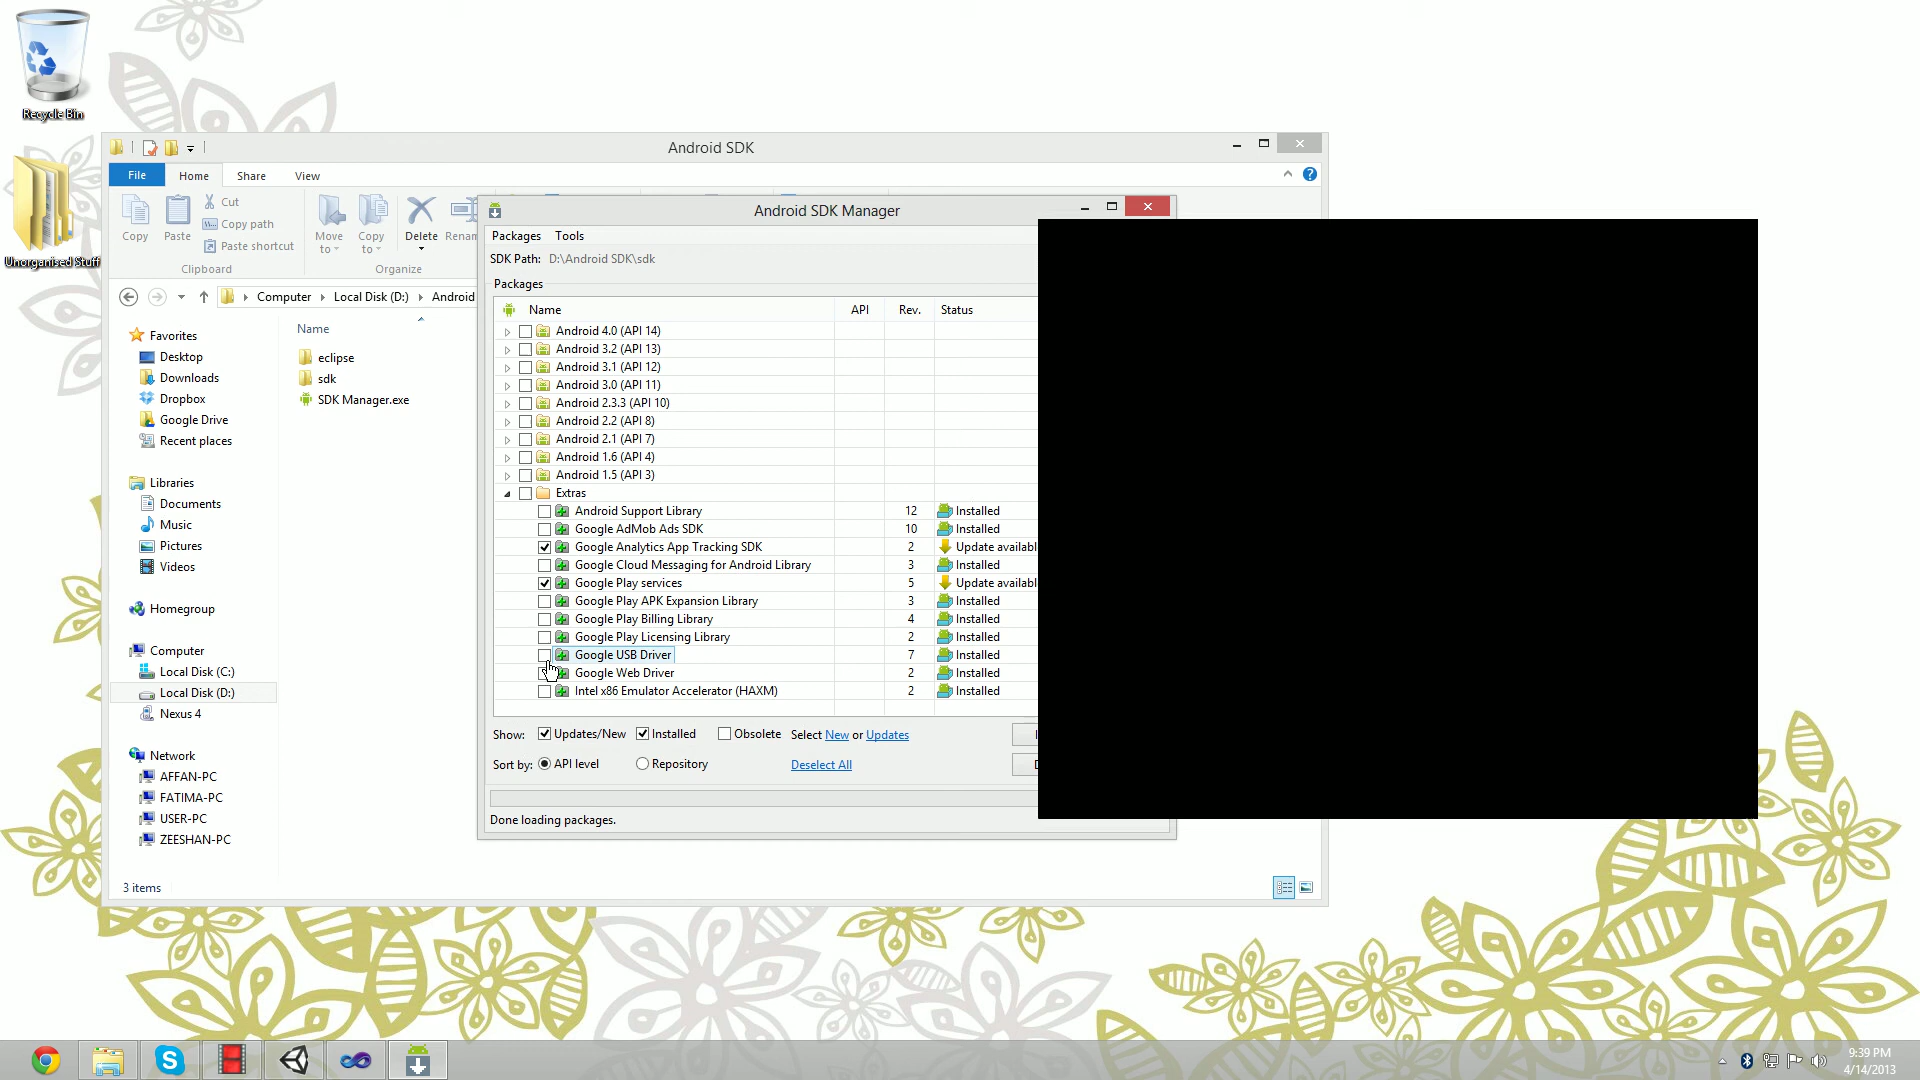 Recycle Bin
Unorganised Stuff
Android SDK
File Home Share View
Copy
Paste
Cut
Copy path
Paste shortcut
Clipboard
Move to
Copy to
Delete
Renam
Organize
Computer Local Disk (D:) Android
Favorites
Desktop
Downloads
Dropbox
Google Drive
Recent places
Libraries
Documents
Music
Pictures
Videos
Homegroup
Computer
Local Disk (C:)
Local Disk (D:)
Nexus 4
Network
AFFAN-PC
FATIMA-PC
USER-PC
ZEESHAN-PC
3 items
Name
eclipse
sdk
SDK Manager.exe
Android SDK Manager
Packages Tools
SDK Path: D:\Android SDK\sdk
Packages
Name API Rev. Status
Android 4.0 (API 14)
Android 3.2 (API 13)
Android 3.1 (API 12)
Android 3.0 (API 11)
Android 2.3.3 (API 10)
Android 2.2 (API 8)
Android 2.1 (API 7)
Android 1.6 (API 4)
Android 1.5 (API 3)
Extras
Android Support Library 12 Installed
Google AdMob Ads SDK 10 Installed
Google Analytics App Tracking SDK 2 Update availabl
Google Cloud Messaging for Android Library 3 Installed
Google Play services 5 Update availabl
Google Play APK Expansion Library 3 Installed
Google Play Billing Library 4 Installed
Google Play Licensing Library 2 Installed
Google USB Driver 7 Installed
Google Web Driver 2 Installed
Intel x86 Emulator Accelerator (HAXM) 2 Installed
Show: Updates/New Installed Obsolete Select New or Updates
Sort by: API level Repository Deselect All
Done loading packages.
9:39 PM
4/14/2013